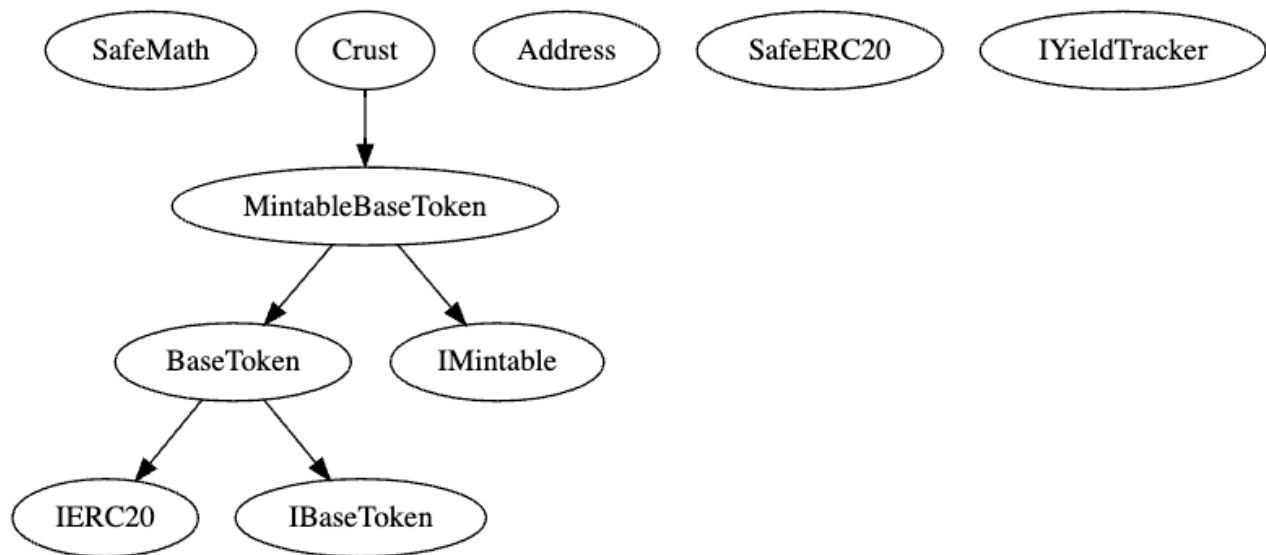 SafeMath
Crust
Address
SafeERC20
IYieldTracker
MintableBaseToken
BaseToken
IMintable
IERC20
IBaseToken